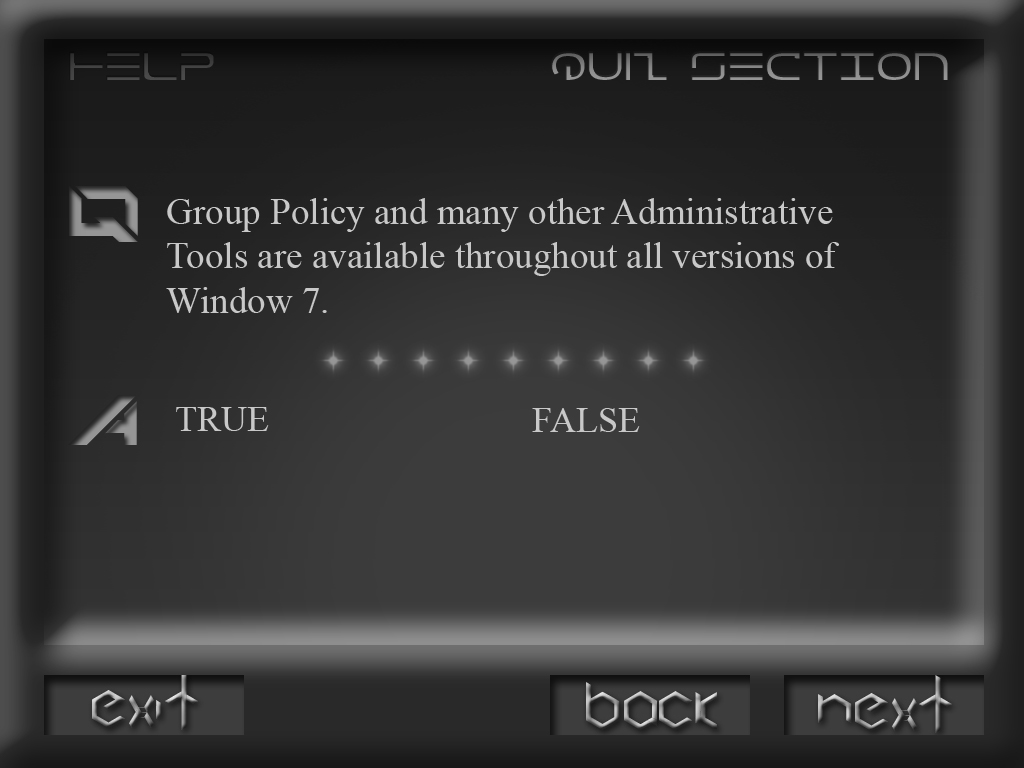 HELP QUIZ SECTION
Q Group Policy and many other Administrative
Tools are available throughout all versions of
Window 7.
A TRUE FALSE
exit back next